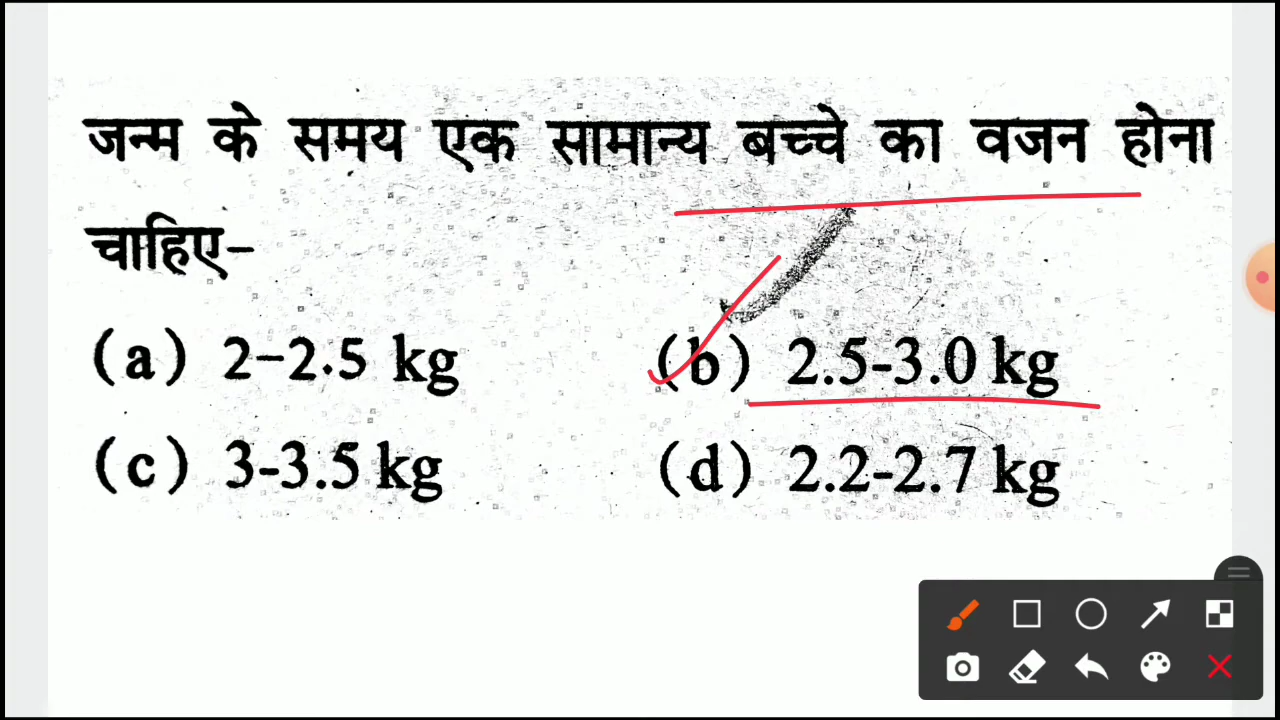 जन्म के समय एक सामान्य बच्चे का वजन होना
चाहिए-
(a) 2-2.5 kg (b) 2.5-3.0 kg
(c) 3-3.5 kg (d) 2.2-2.7 kg